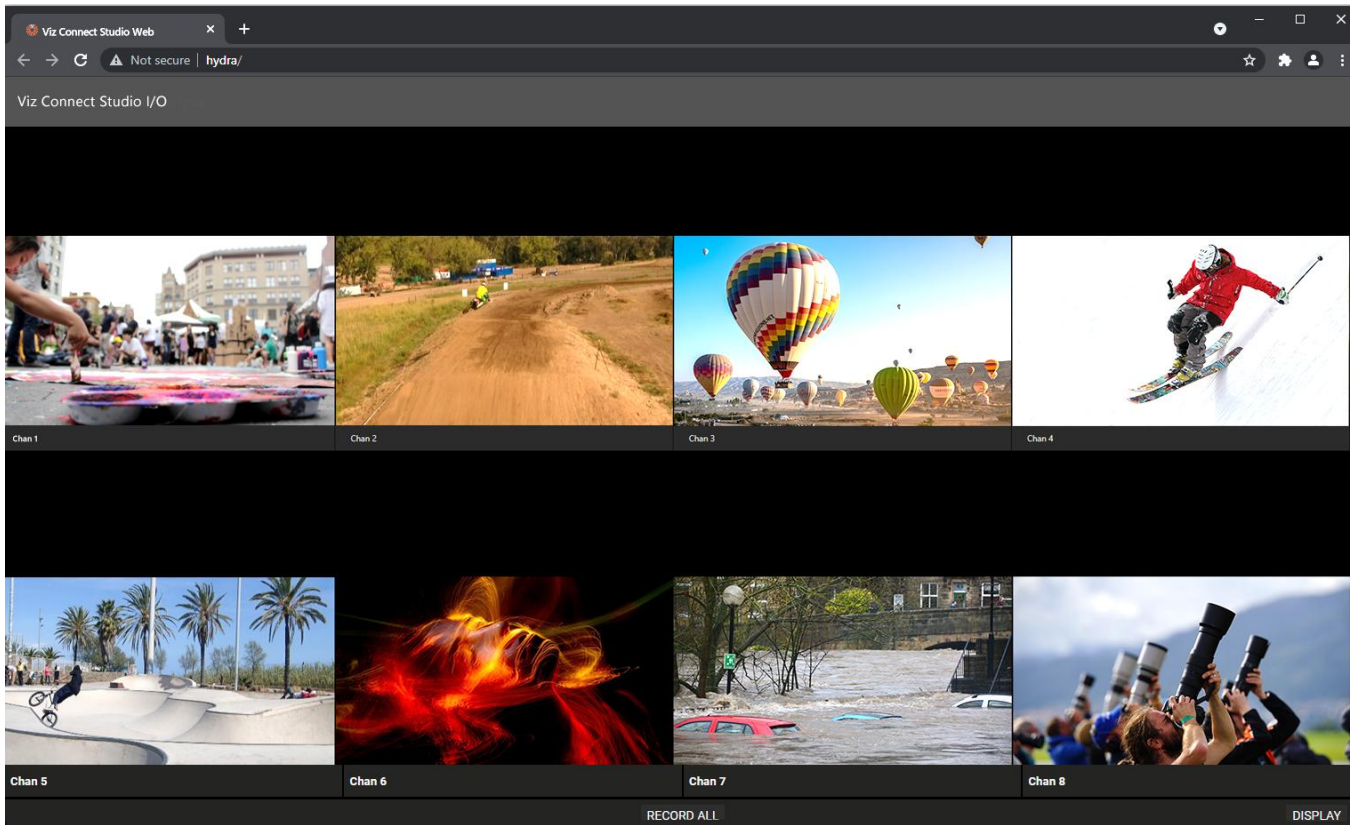 Viz Connect Studio Web
Not secure | hydra/
Viz Connect Studio I/O
Chan 1
Chan 2
Chan 3
Chan 4
Chan 5
Chan 6
Chan 7
Chan 8
RECORD ALL
DISPLAY